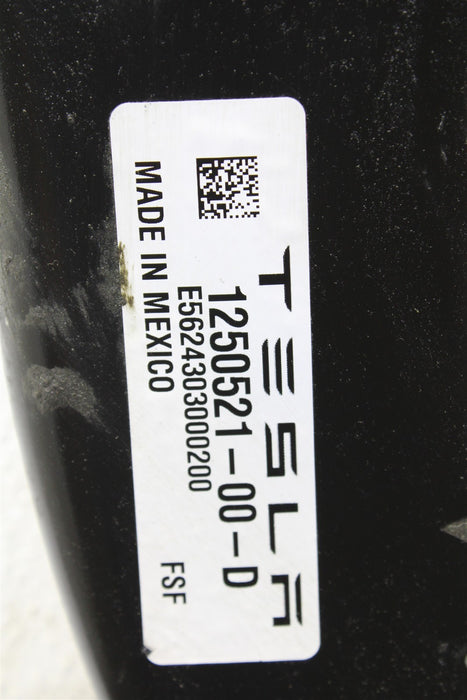 TESLA
1250521-00-D
E5624303000200
MADE IN MEXICO
FSF